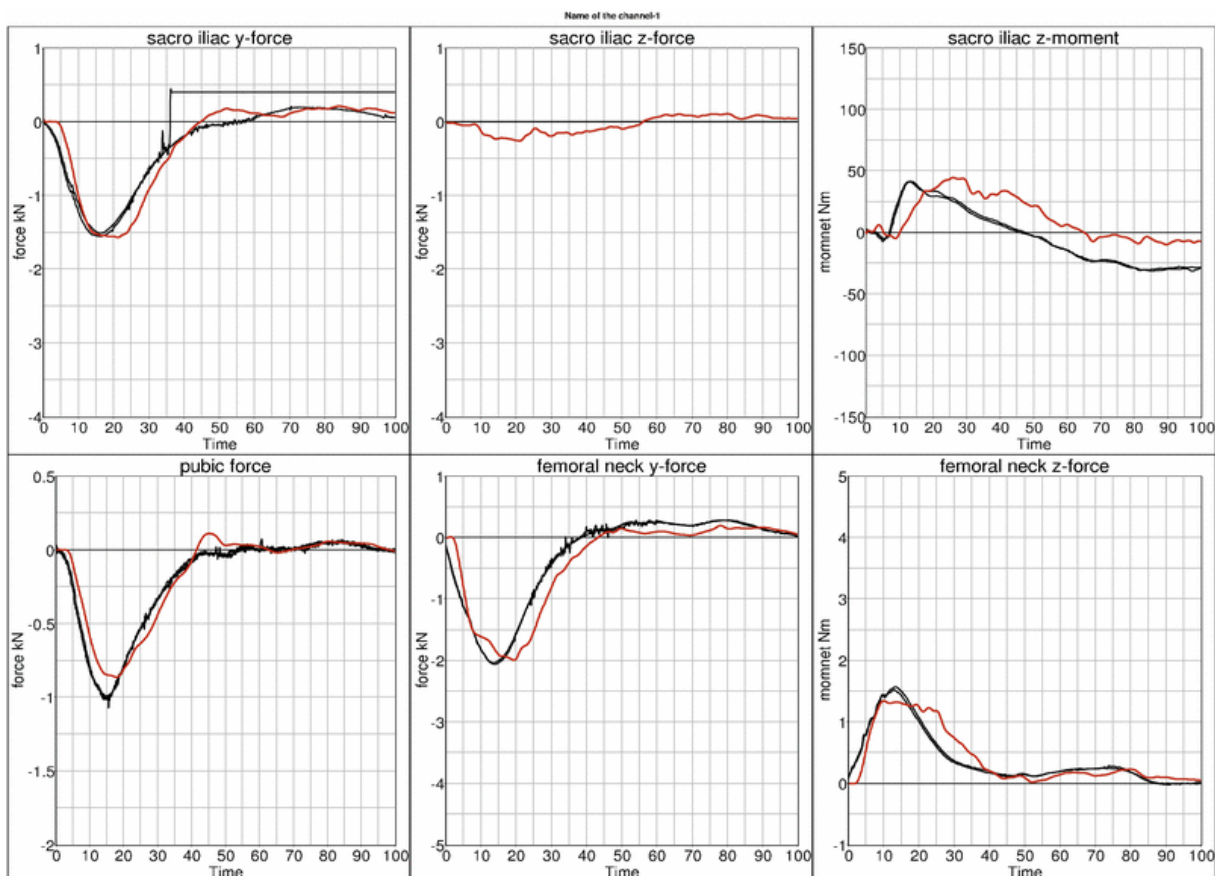 Name of the channel-1
sacro iliac y-force
sacro iliac z-force
sacro iliac z-moment
1
0
-1
-2
-3
-4
force kN
0 10 20 30 40 50 60 70 80 90 100
Time
1
0
-1
-2
-3
-4
force kN
0 10 20 30 40 50 60 70 80 90 100
Time
150
100
50
0
-50
-100
-150
momnet Nm
0 10 20 30 40 50 60 70 80 90 100
Time
pubic force
femoral neck y-force
femoral neck z-force
0.5
0
-0.5
-1
-1.5
-2
force kN
0 10 20 30 40 50 60 70 80 90 100
Time
1
0
-1
-2
-3
-4
-5
force kN
0 10 20 30 40 50 60 70 80 90 100
Time
5
4
3
2
1
0
-1
momnet Nm
0 10 20 30 40 50 60 70 80 90 100
Time